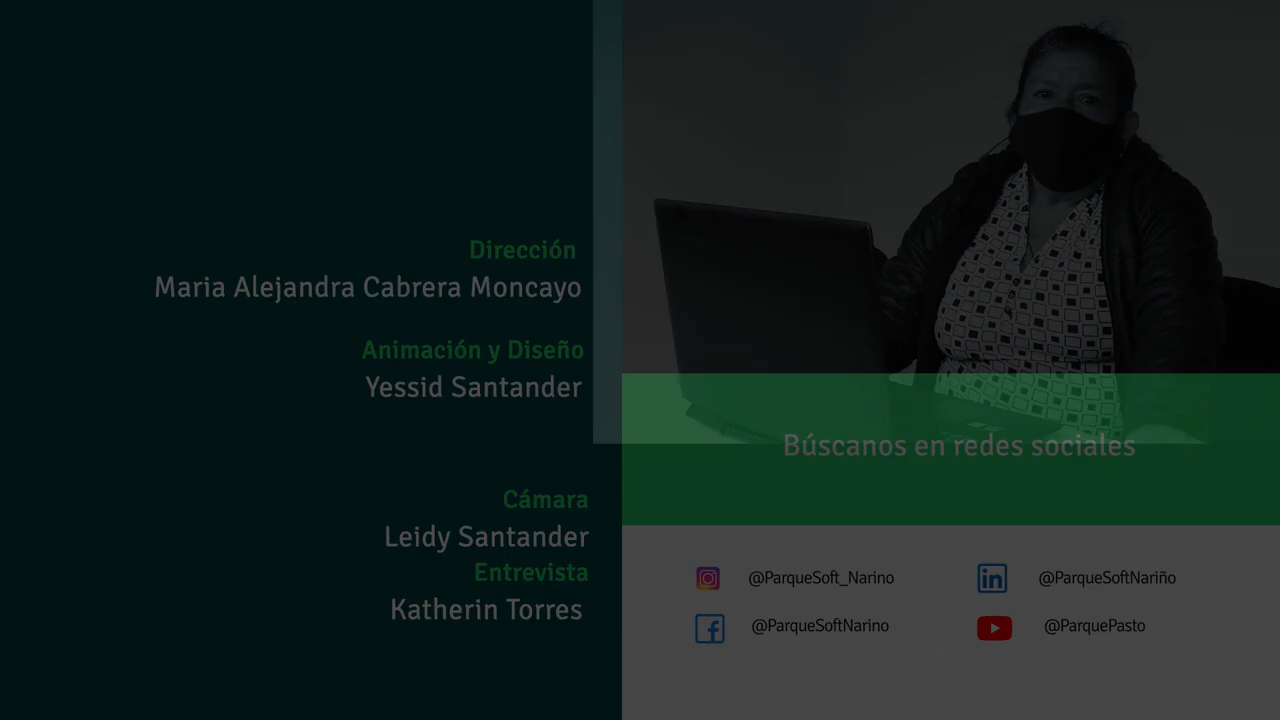 Dirección
Maria Alejandra Cabrera Moncayo
Animación y Diseño
Yessid Santander
Cámara
Leidy Santander
Entrevista
Katherin Torres
Búscanos en redes sociales
@ParqueSoft_Narino
@ParqueSoftNariño
@ParqueSoftNarino
@ParquePasto